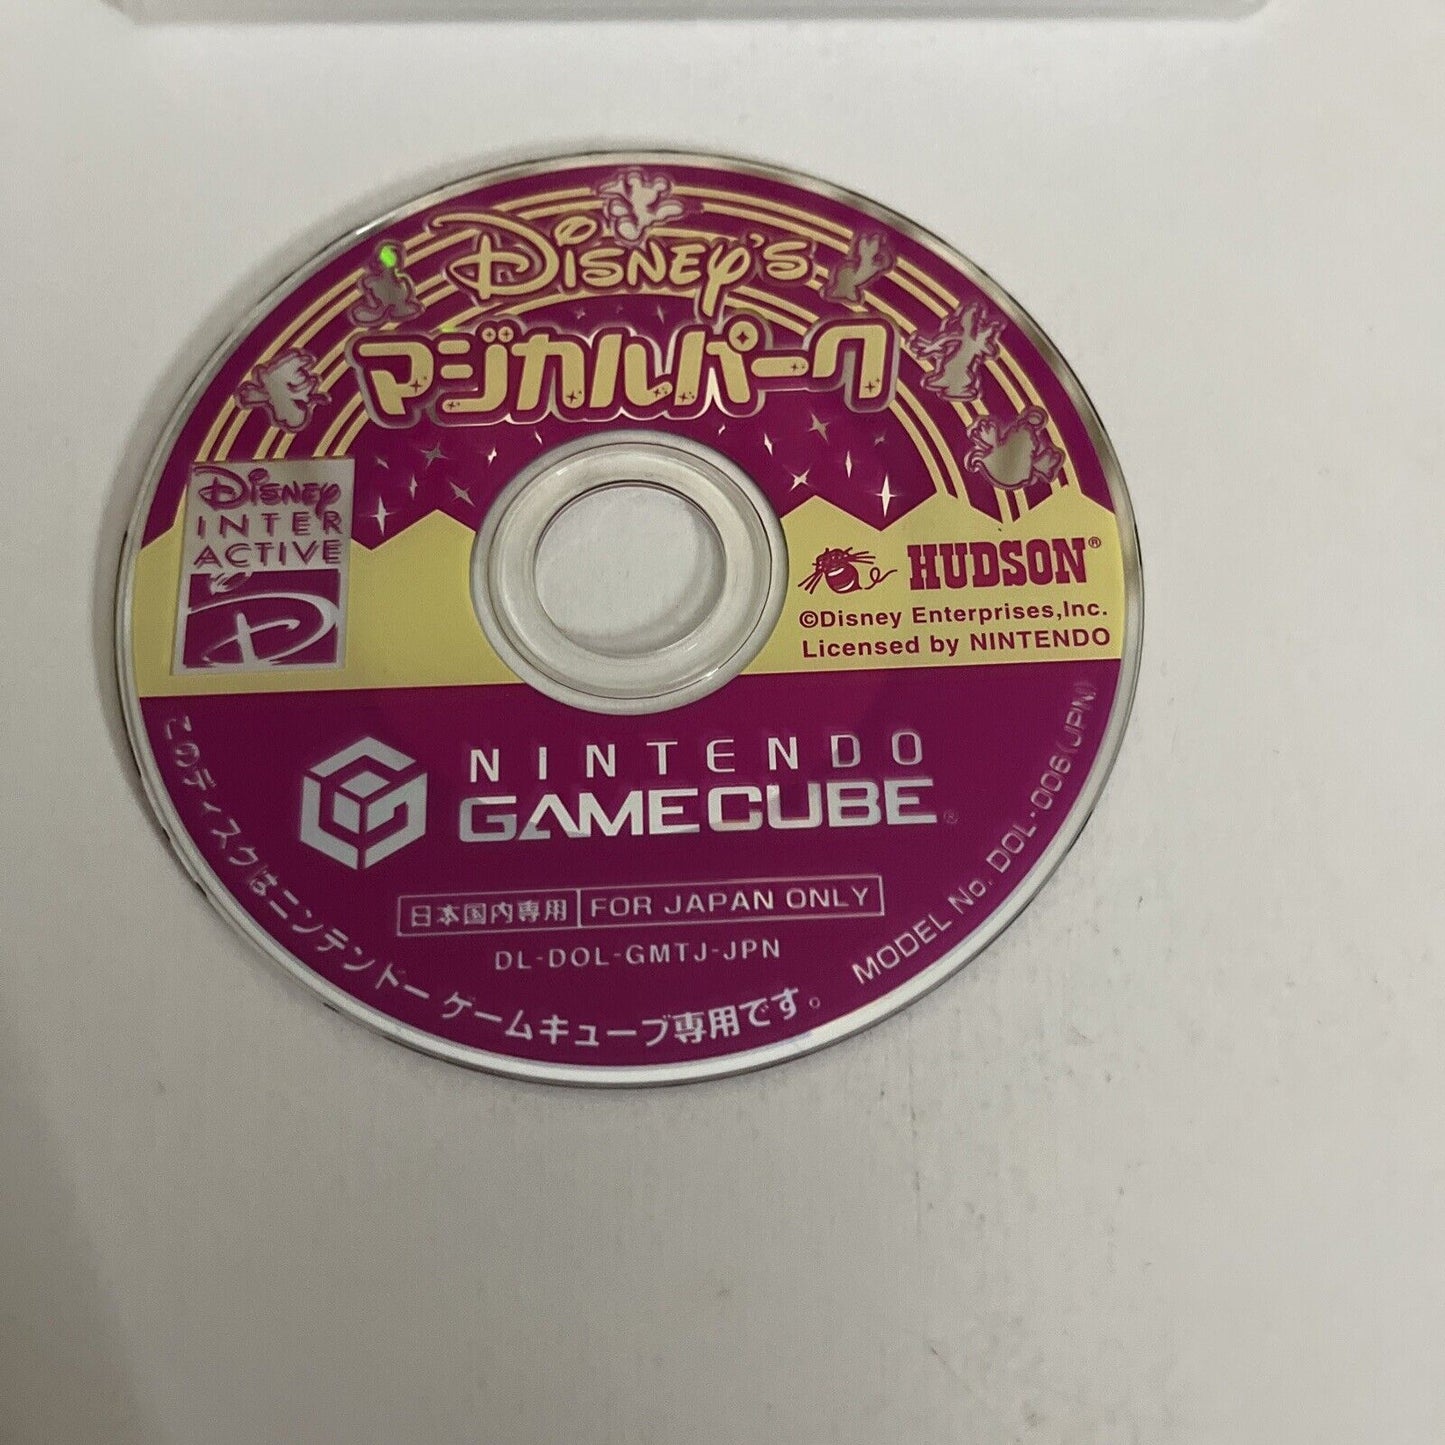 DISNEY'S
マジカルパーク
DISNEY
INTER
ACTIVE
D
HUDSON®
©Disney Enterprises,Inc.
Licensed by NINTENDO
NINTENDO
GAMECUBE®
日本国内専用 FOR JAPAN ONLY
DL-DOL-GMTJ-JPN
このディスクはニンテンドー ゲームキューブ専用です。
MODEL No. DOL-006(JPN)